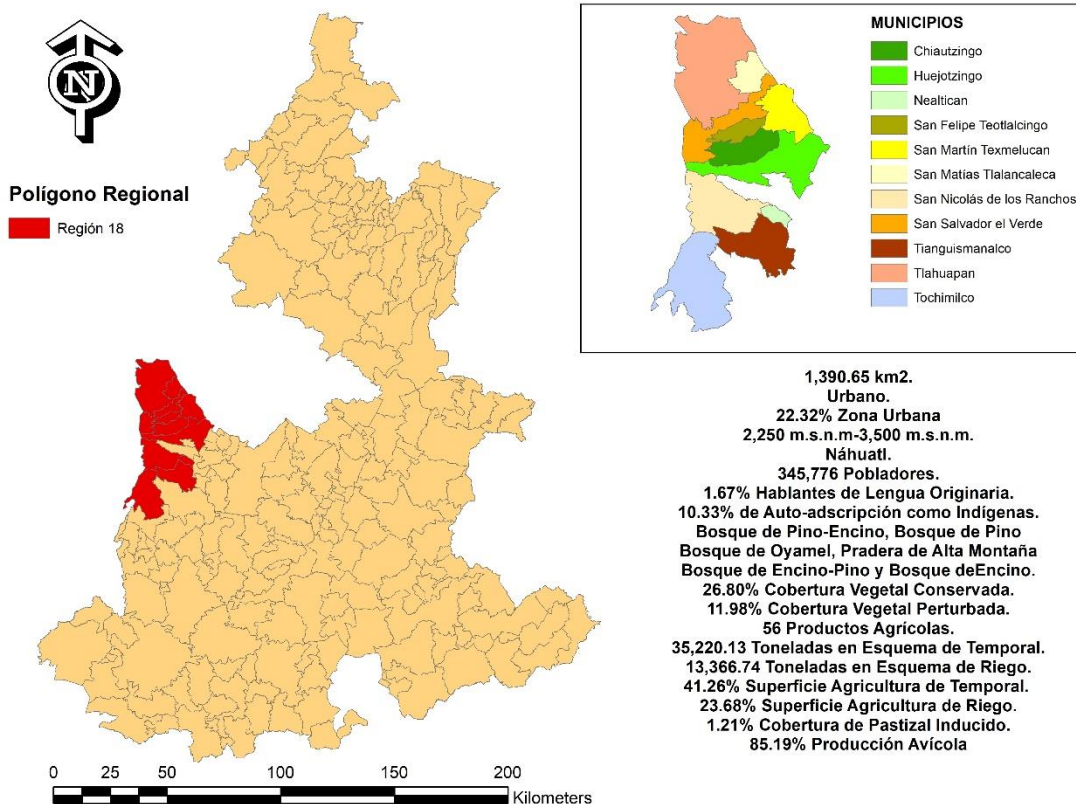 N
Polígono Regional
Región 18
MUNICIPIOS
Chiautzingo
Huejotzingo
Nealtican
San Felipe Teotlalcingo
San Martín Texmelucan
San Matías Tlalancaleca
San Nicolás de los Ranchos
San Salvador el Verde
Tianguismanalco
Tlahuapan
Tochimilco
1,390.65 km2.
Urbano.
22.32% Zona Urbana
2,250 m.s.n.m-3,500 m.s.n.m.
Náhuatl.
345,776 Pobladores.
1.67% Hablantes de Lengua Originaria.
10.33% de Auto-adscripción como Indígenas.
Bosque de Pino-Encino, Bosque de Pino
Bosque de Oyamel, Pradera de Alta Montaña
Bosque de Encino-Pino y Bosque deEncino.
26.80% Cobertura Vegetal Conservada.
11.98% Cobertura Vegetal Perturbada.
56 Productos Agrícolas.
35,220.13 Toneladas en Esquema de Temporal.
13,366.74 Toneladas en Esquema de Riego.
41.26% Superficie Agricultura de Temporal.
23.68% Superficie Agricultura de Riego.
1.21% Cobertura de Pastizal Inducido.
85.19% Producción Avícola
0 25 50 100 150 200
Kilometers